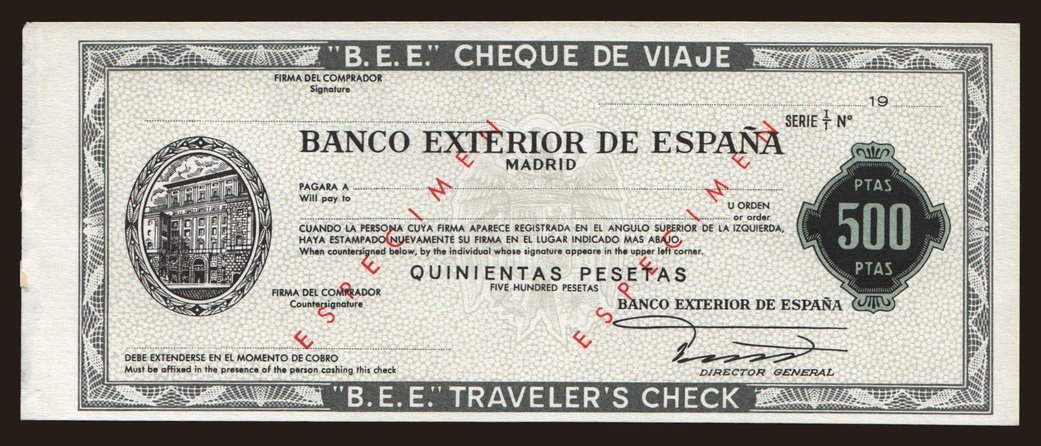 "B.E.E." CHEQUE DE VIAJE
FIRMA DEL COMPRADOR
Signature
19
SERIE I/I Nº
BANCO EXTERIOR DE ESPAÑA
MADRID
PAGARA A
Will pay to
U ORDEN
or order
CUANDO LA PERSONA CUYA FIRMA APARECE REGISTRADA EN EL ANGULO SUPERIOR DE LA IZQUIERDA,
HAYA ESTAMPADO NUEVAMENTE SU FIRMA EN EL LUGAR INDICADO MAS ABAJO.
When countersigned below, by the individual whose signature appeare in the upper left corner.
PTAS
500
PTAS
QUINIENTAS PESETAS
FIVE HUNDRED PESETAS
FIRMA DEL COMPRADOR
Countersignature
BANCO EXTERIOR DE ESPAÑA
DIRECTOR GENERAL
DEBE EXTENDERSE EN EL MOMENTO DE COBRO
Must be affixed in the presence of the person cashing this check
"B.E.E." TRAVELER'S CHECK
ESPECIMEN
ESPECIMEN